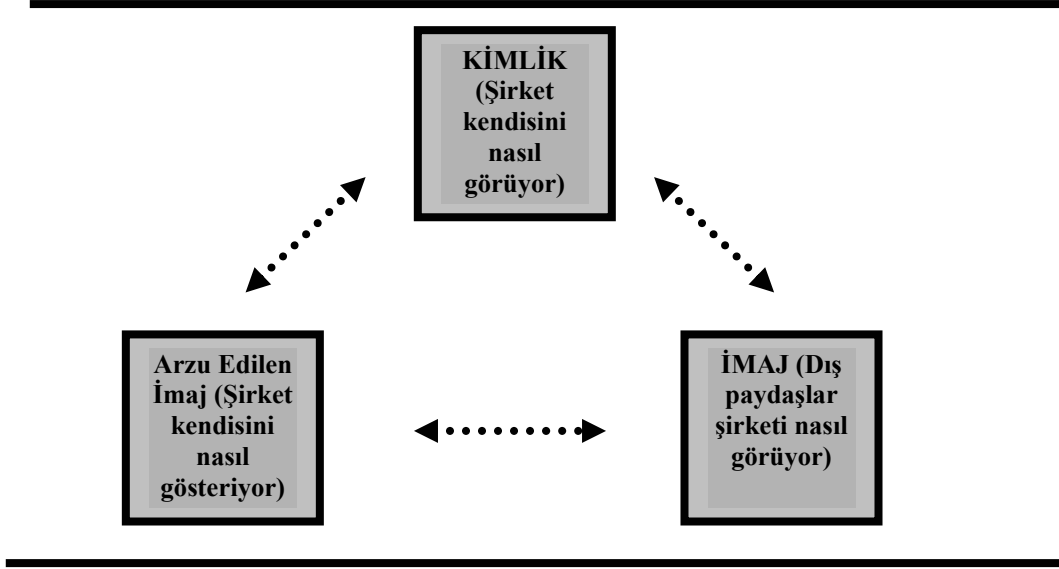 KİMLİK
(Şirket
kendisini
nasıl
görüyor)
Arzu Edilen
İmaj (Şirket
kendisini
nasıl
gösteriyor)
İMAJ (Dış
paydaşlar
şirketi nasıl
görüyor)